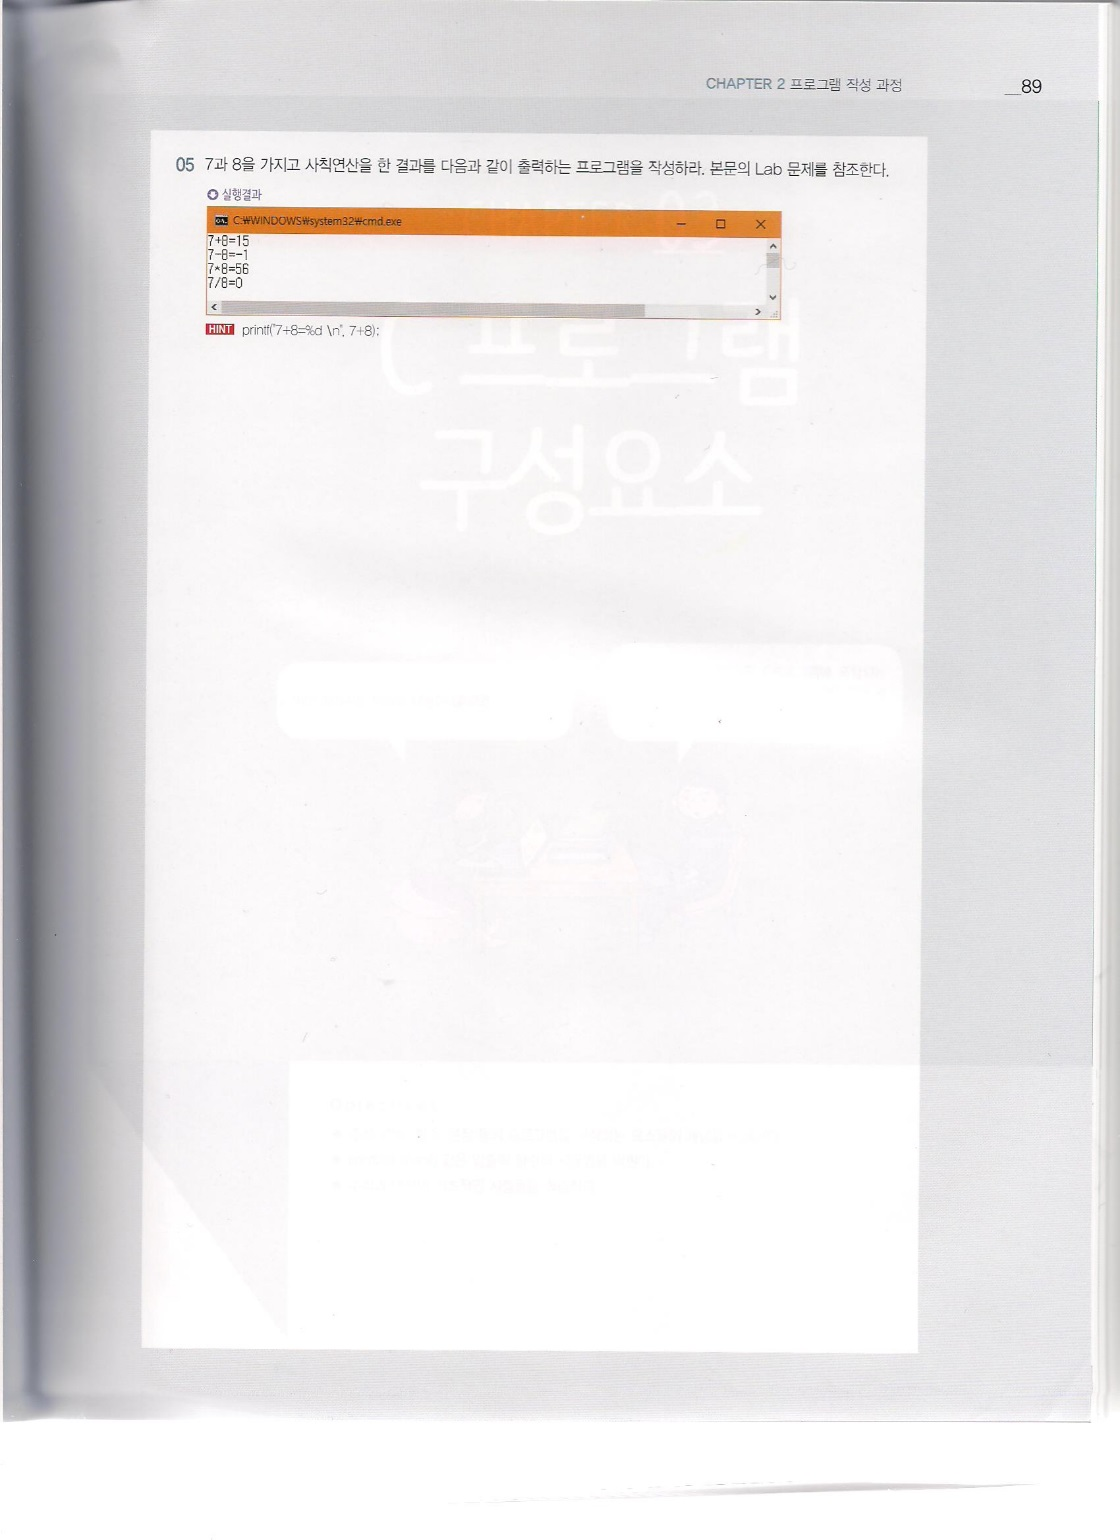 CHAPTER 2 프로그램 작성 과정 __89
05 7과 8을 가지고 사칙연산을 한 결과를 다음과 같이 출력하는 프로그램을 작성하라. 본문의 Lab 문제를 참조한다.
실행결과
C:₩WINDOWS₩system32₩cmd.exe
7+8=15
7-8=-1
7*8=56
7/8=0
HINT printf("7+8=%d \n", 7+8);
C 프로그램
구성요소